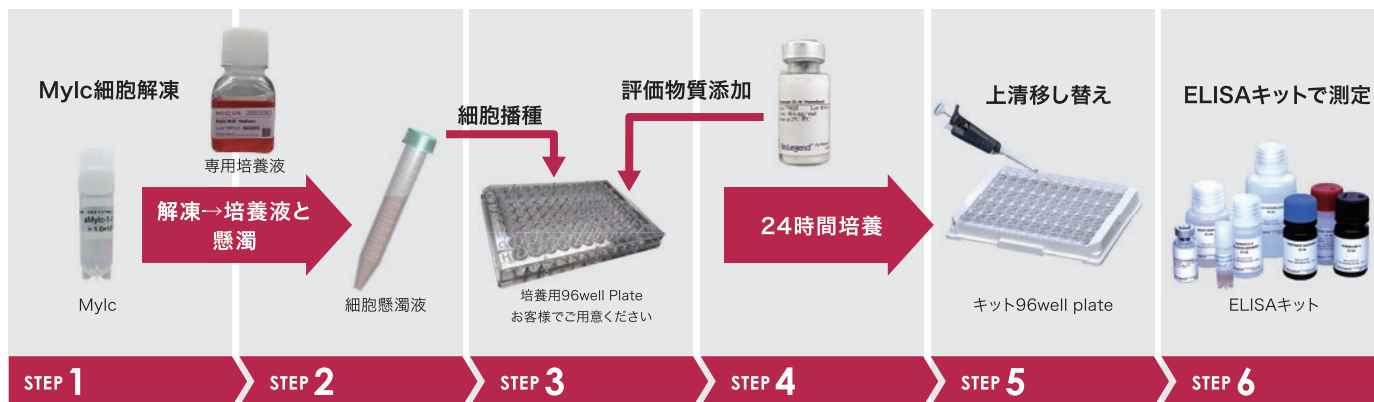 Mylc細胞解凍
専用培養液
解凍→培養液と
懸濁
Mylc
細胞懸濁液
細胞播種
評価物質添加
培養用96well Plate
お客様でご用意ください
24時間培養
BioLegend
上清移し替え
キット96well plate
ELISAキットで測定
ELISAキット
STEP 1
STEP 2
STEP 3
STEP 4
STEP 5
STEP 6